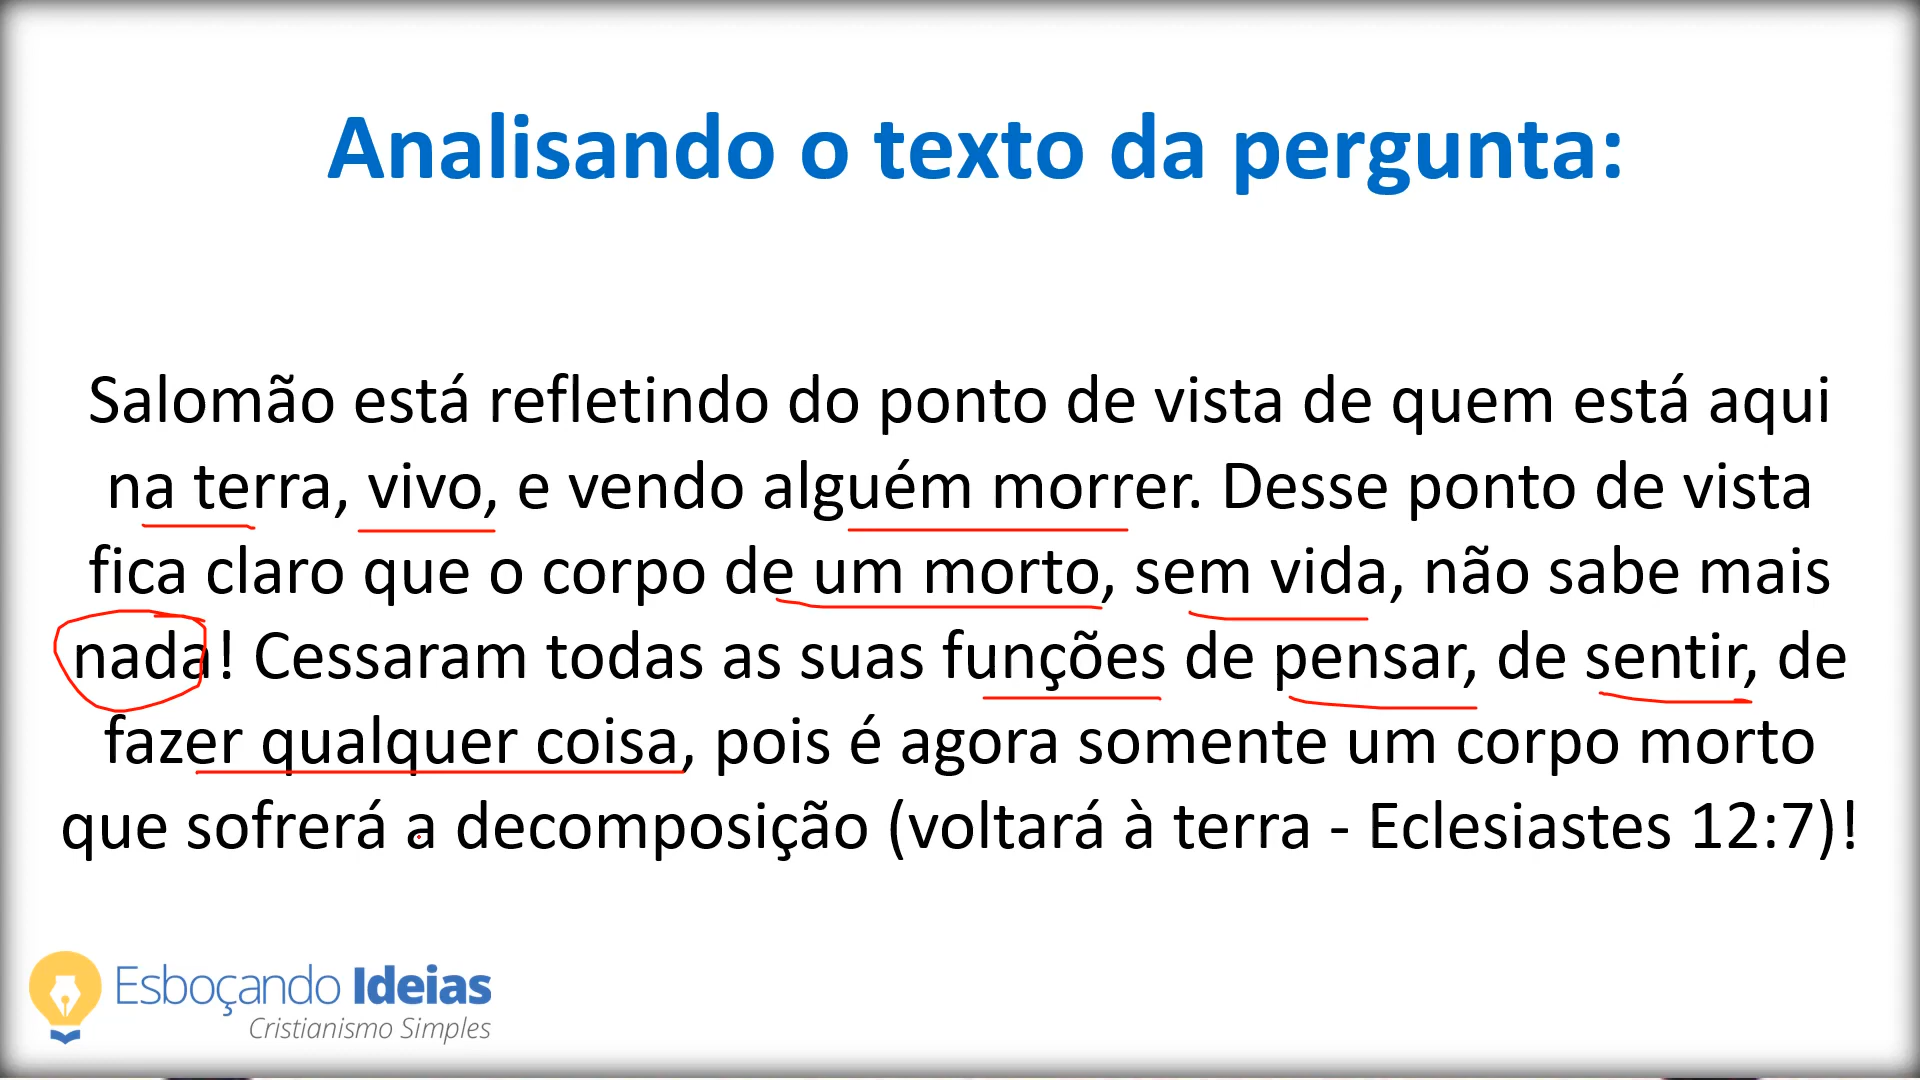 Analisando o texto da pergunta:
Salomão está refletindo do ponto de vista de quem está aqui
na terra, vivo, e vendo alguém morrer. Desse ponto de vista
fica claro que o corpo de um morto, sem vida, não sabe mais
nada! Cessaram todas as suas funções de pensar, de sentir, de
fazer qualquer coisa, pois é agora somente um corpo morto
que sofrerá a decomposição (voltará à terra - Eclesiastes 12:7)!
Esboçando Ideias
Cristianismo Simples